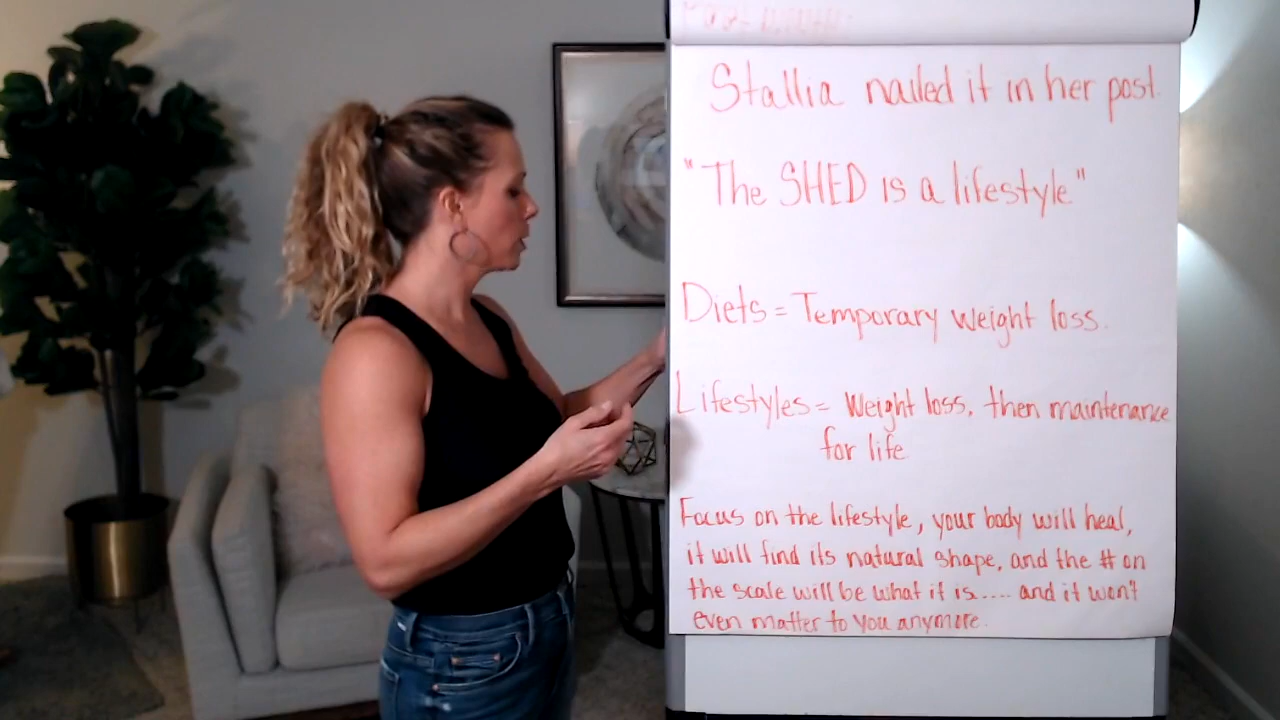 Stallia nailed it in her post.
"The SHED is a lifestyle"
Diets = Temporary weight loss.
Lifestyles = Weight loss, then maintenance
for life
Focus on the lifestyle, your body will heal,
it will find its natural shape, and the # on
the scale will be what it is..... and it won't
even matter to you anymore.